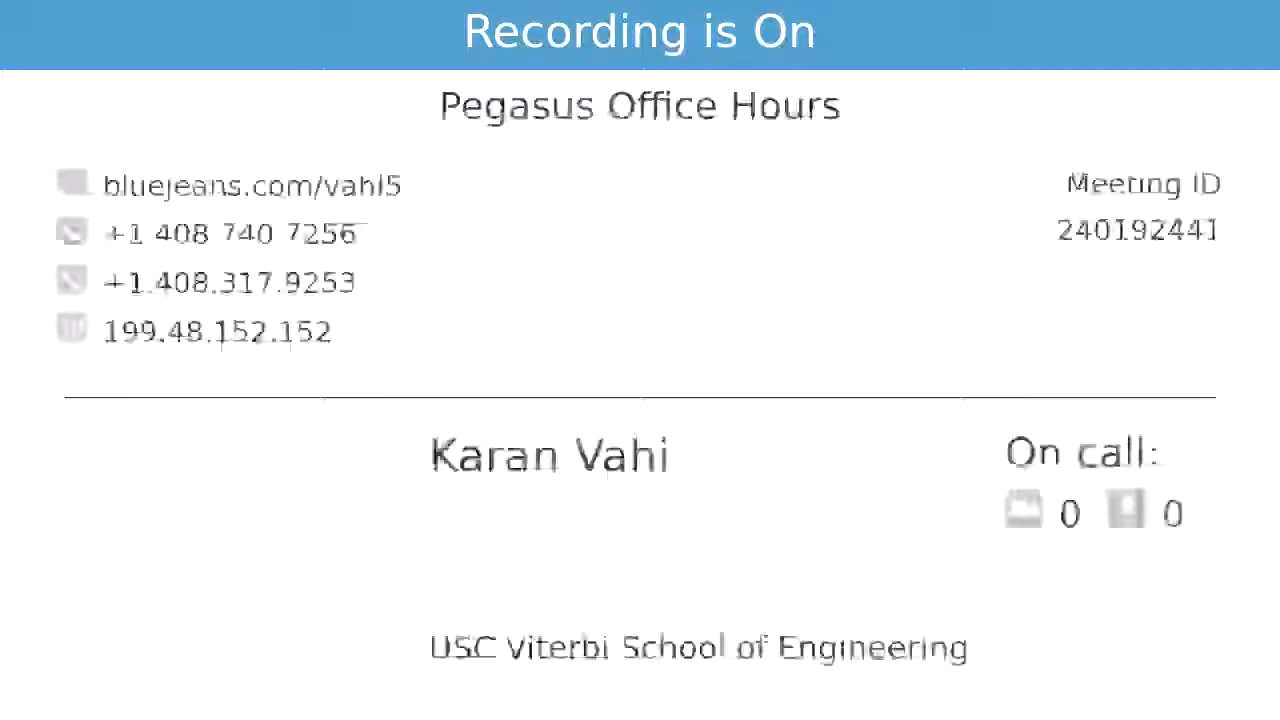 Recording is On
Pegasus Office Hours
bluejeans.com/vahi5
Meeting ID
+1 408 740 7256
240192441
+1.408.317.9253
199.48.152.152
Karan Vahi
On call:
0 0
USC Viterbi School of Engineering